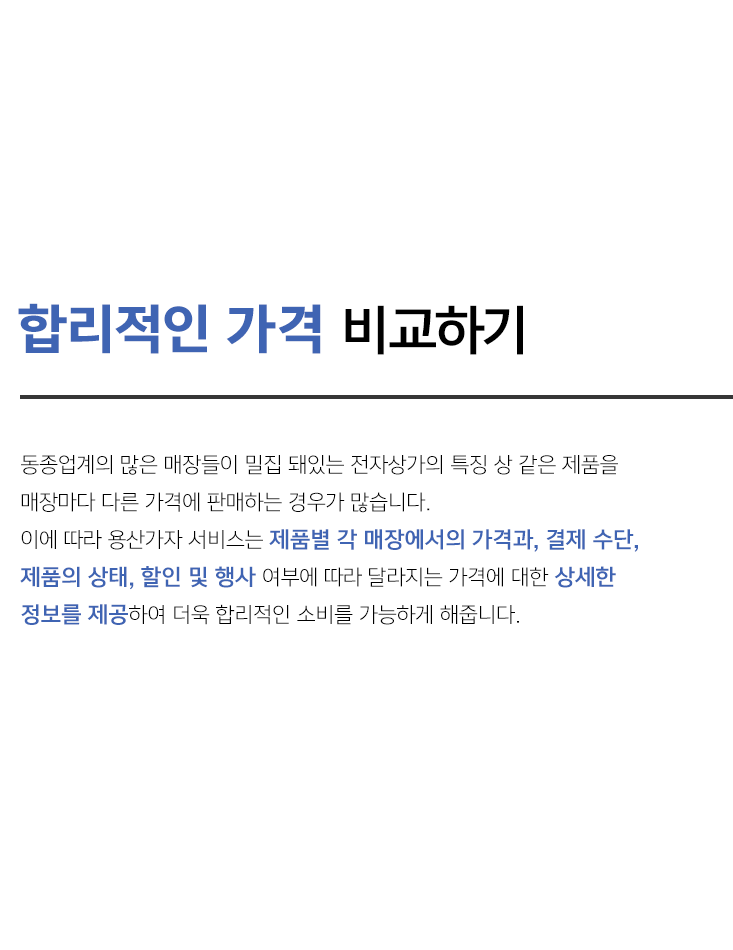 합리적인 가격 비교하기
동종업계의 많은 매장들이 밀집 돼있는 전자상가의 특징 상 같은 제품을
매장마다 다른 가격에 판매하는 경우가 많습니다.
이에 따라 용산가자 서비스는 제품별 각 매장에서의 가격과, 결제 수단,
제품의 상태, 할인 및 행사 여부에 따라 달라지는 가격에 대한 상세한
정보를 제공하여 더욱 합리적인 소비를 가능하게 해줍니다.